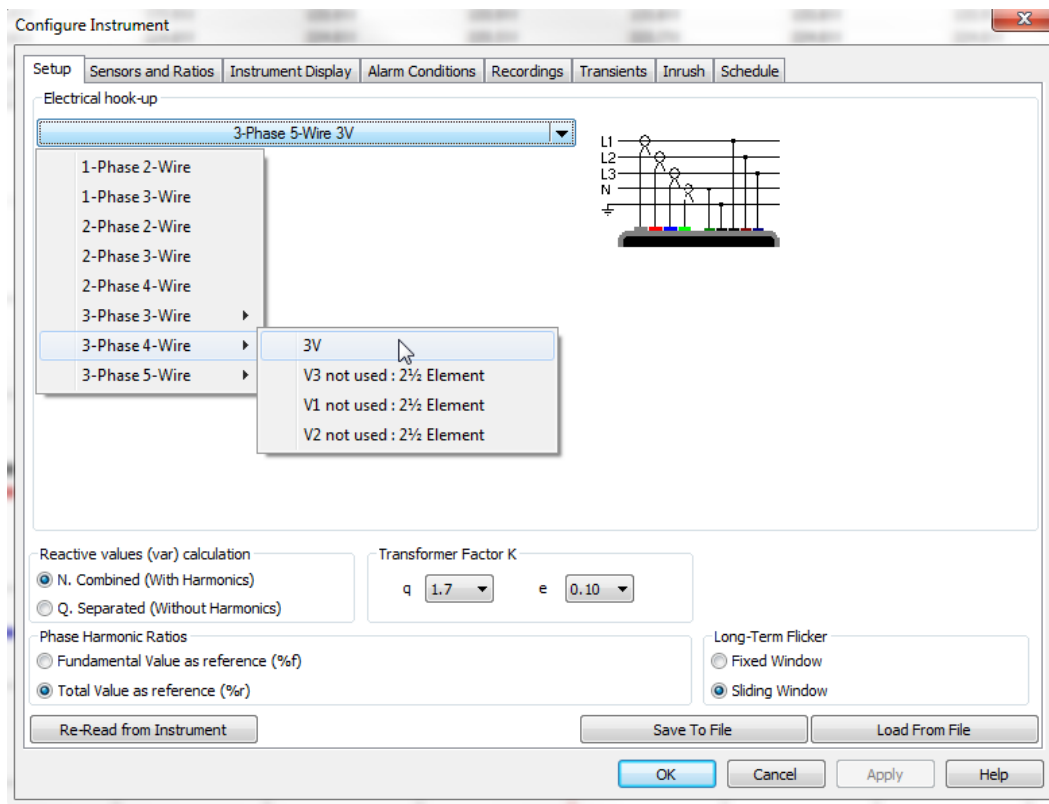 Configure Instrument
Setup
Sensors and Ratios
Instrument Display
Alarm Conditions
Recordings
Transients
Inrush
Schedule
Electrical hook-up
3-Phase 5-Wire 3V
1-Phase 2-Wire
1-Phase 3-Wire
2-Phase 2-Wire
2-Phase 3-Wire
2-Phase 4-Wire
3-Phase 3-Wire
3-Phase 4-Wire
3-Phase 5-Wire
3V
V3 not used : 2½ Element
V1 not used : 2½ Element
V2 not used : 2½ Element
L1
L2
L3
N
Reactive values (var) calculation
N. Combined (With Harmonics)
Q. Separated (Without Harmonics)
Transformer Factor K
q 1.7 e 0.10
Phase Harmonic Ratios
Fundamental Value as reference (%f)
Total Value as reference (%r)
Long-Term Flicker
Fixed Window
Sliding Window
Re-Read from Instrument
Save To File
Load From File
OK
Cancel
Apply
Help